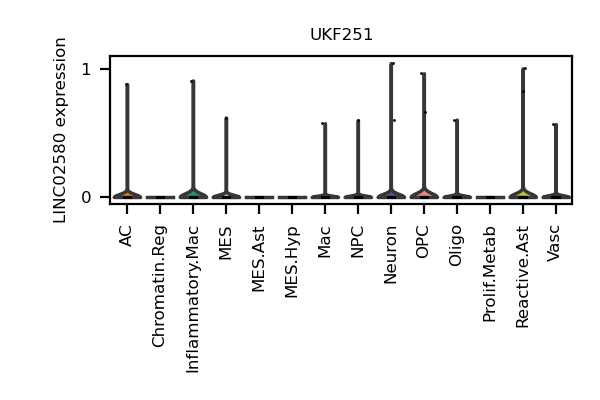 UKF251
LINC02580 expression
1
0
AC
Chromatin.Reg
Inflammatory.Mac
MES
MES.Ast
MES.Hyp
Mac
NPC
Neuron
OPC
Oligo
Prolif.Metab
Reactive.Ast
Vasc